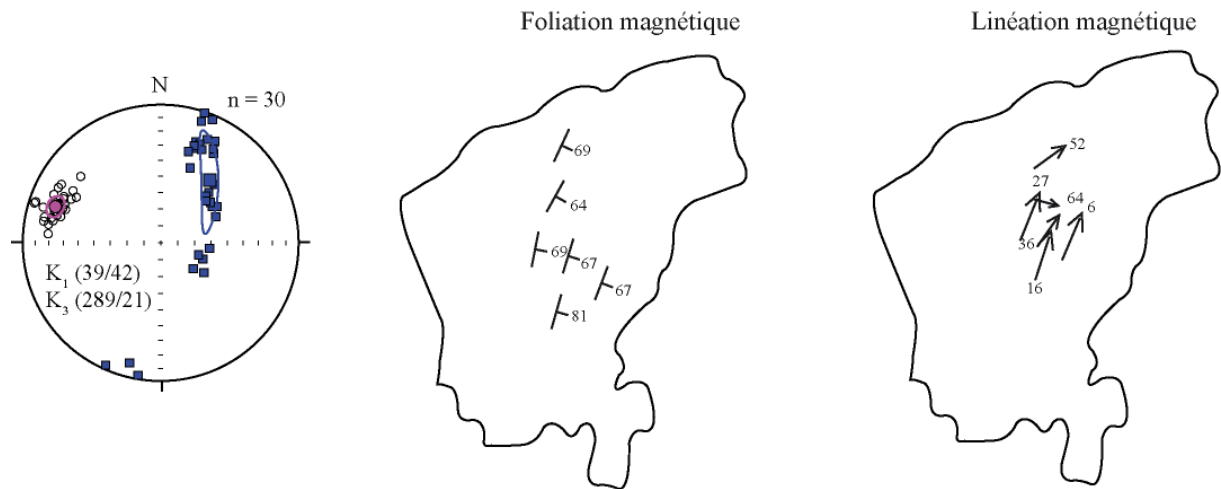 Foliation magnétique
Linéation magnétique
N
n = 30
K1 (39/42)
K3 (289/21)
69
64
69
67
67
81
52
27
64
6
36
16